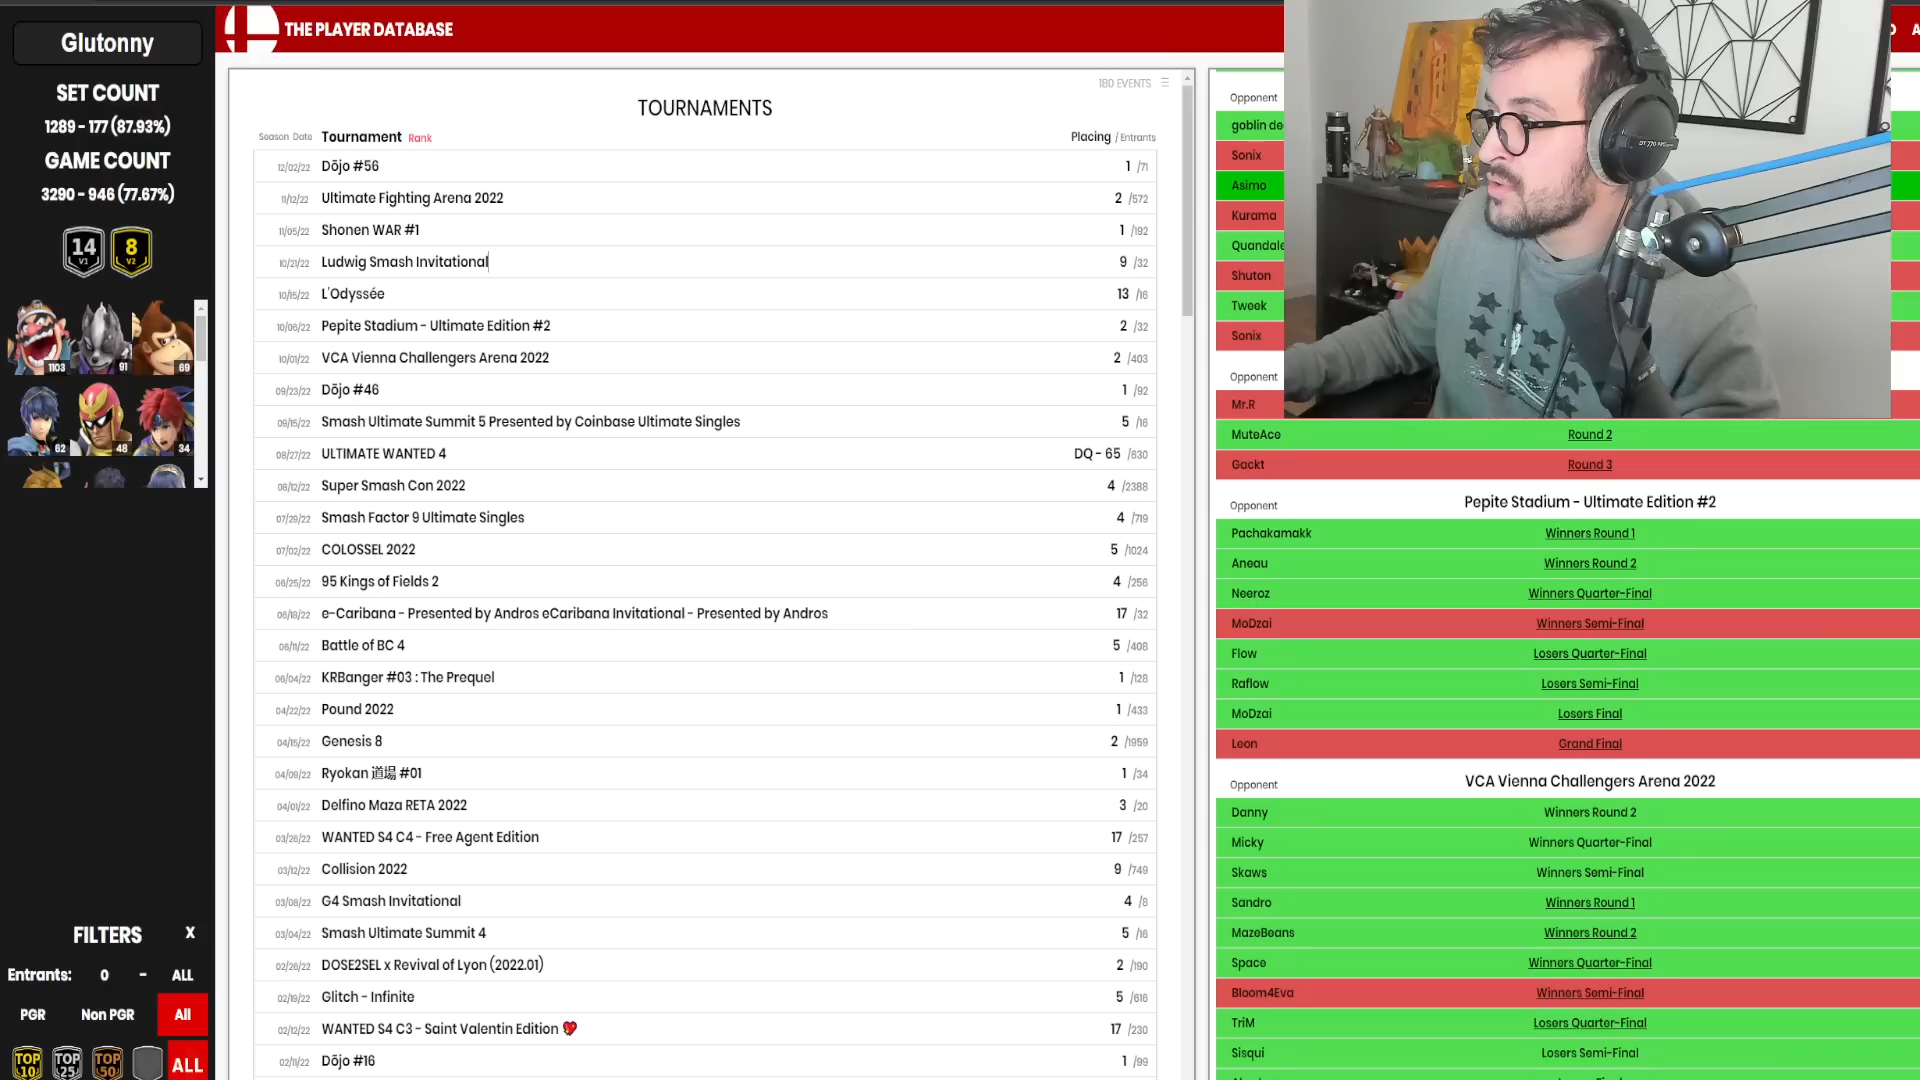 Glutonny
SET COUNT
1289 - 177 (87.93%)
GAME COUNT
3290 - 946 (77.67%)
14 V1
8 V2
1103
91
69
62
48
34
FILTERS X
Entrants: 0 - ALL
PGR Non PGR All
TOP 10 TOP 25 TOP 50 ALL
THE PLAYER DATABASE
180 EVENTS
TOURNAMENTS
Season Date Tournament Rank Placing / Entrants
12/02/22 Dōjo #56 1 /71
11/12/22 Ultimate Fighting Arena 2022 2 /572
11/05/22 Shonen WAR #1 1 /192
10/21/22 Ludwig Smash Invitational 9 /32
10/15/22 L'Odyssée 13 /16
10/06/22 Pepite Stadium - Ultimate Edition #2 2 /32
10/01/22 VCA Vienna Challengers Arena 2022 2 /403
09/23/22 Dōjo #46 1 /92
09/15/22 Smash Ultimate Summit 5 Presented by Coinbase Ultimate Singles 5 /16
08/27/22 ULTIMATE WANTED 4 DQ - 65 /630
08/12/22 Super Smash Con 2022 4 /2388
07/29/22 Smash Factor 9 Ultimate Singles 4 /719
07/02/22 COLOSSEL 2022 5 /1024
06/25/22 95 Kings of Fields 2 4 /256
06/18/22 e-Caribana - Presented by Andros eCaribana Invitational - Presented by Andros 17 /32
06/11/22 Battle of BC 4 5 /408
06/04/22 KRBanger #03 : The Prequel 1 /128
04/22/22 Pound 2022 1 /433
04/15/22 Genesis 8 2 /1959
04/09/22 Ryokan 道場 #01 1 /34
04/01/22 Delfino Maza RETA 2022 3 /20
03/26/22 WANTED S4 C4 - Free Agent Edition 17 /257
03/12/22 Collision 2022 9 /749
03/08/22 G4 Smash Invitational 4 /8
03/04/22 Smash Ultimate Summit 4 5 /16
02/26/22 DOSE2SEL x Revival of Lyon (2022.01) 2 /190
02/19/22 Glitch - Infinite 5 /616
02/12/22 WANTED S4 C3 - Saint Valentin Edition 💖 17 /230
02/11/22 Dōjo #16 1 /99
Opponent
goblin de
Sonix
Asimo
Kurama
Quandale
Shuton
Tweek
Sonix
Opponent
Mr.R
MuteAce Round 2
Gackt Round 3
Opponent Pepite Stadium - Ultimate Edition #2
Pachakamakk Winners Round 1
Aneau Winners Round 2
Neeroz Winners Quarter-Final
MoDzai Winners Semi-Final
Flow Losers Quarter-Final
Raflow Losers Semi-Final
MoDzai Losers Final
Leon Grand Final
Opponent VCA Vienna Challengers Arena 2022
Danny Winners Round 2
Micky Winners Quarter-Final
Skaws Winners Semi-Final
Sandro Winners Round 1
MazeBeans Winners Round 2
Space Winners Quarter-Final
Bloom4Eva Winners Semi-Final
TriM Losers Quarter-Final
Sisqui Losers Semi-Final